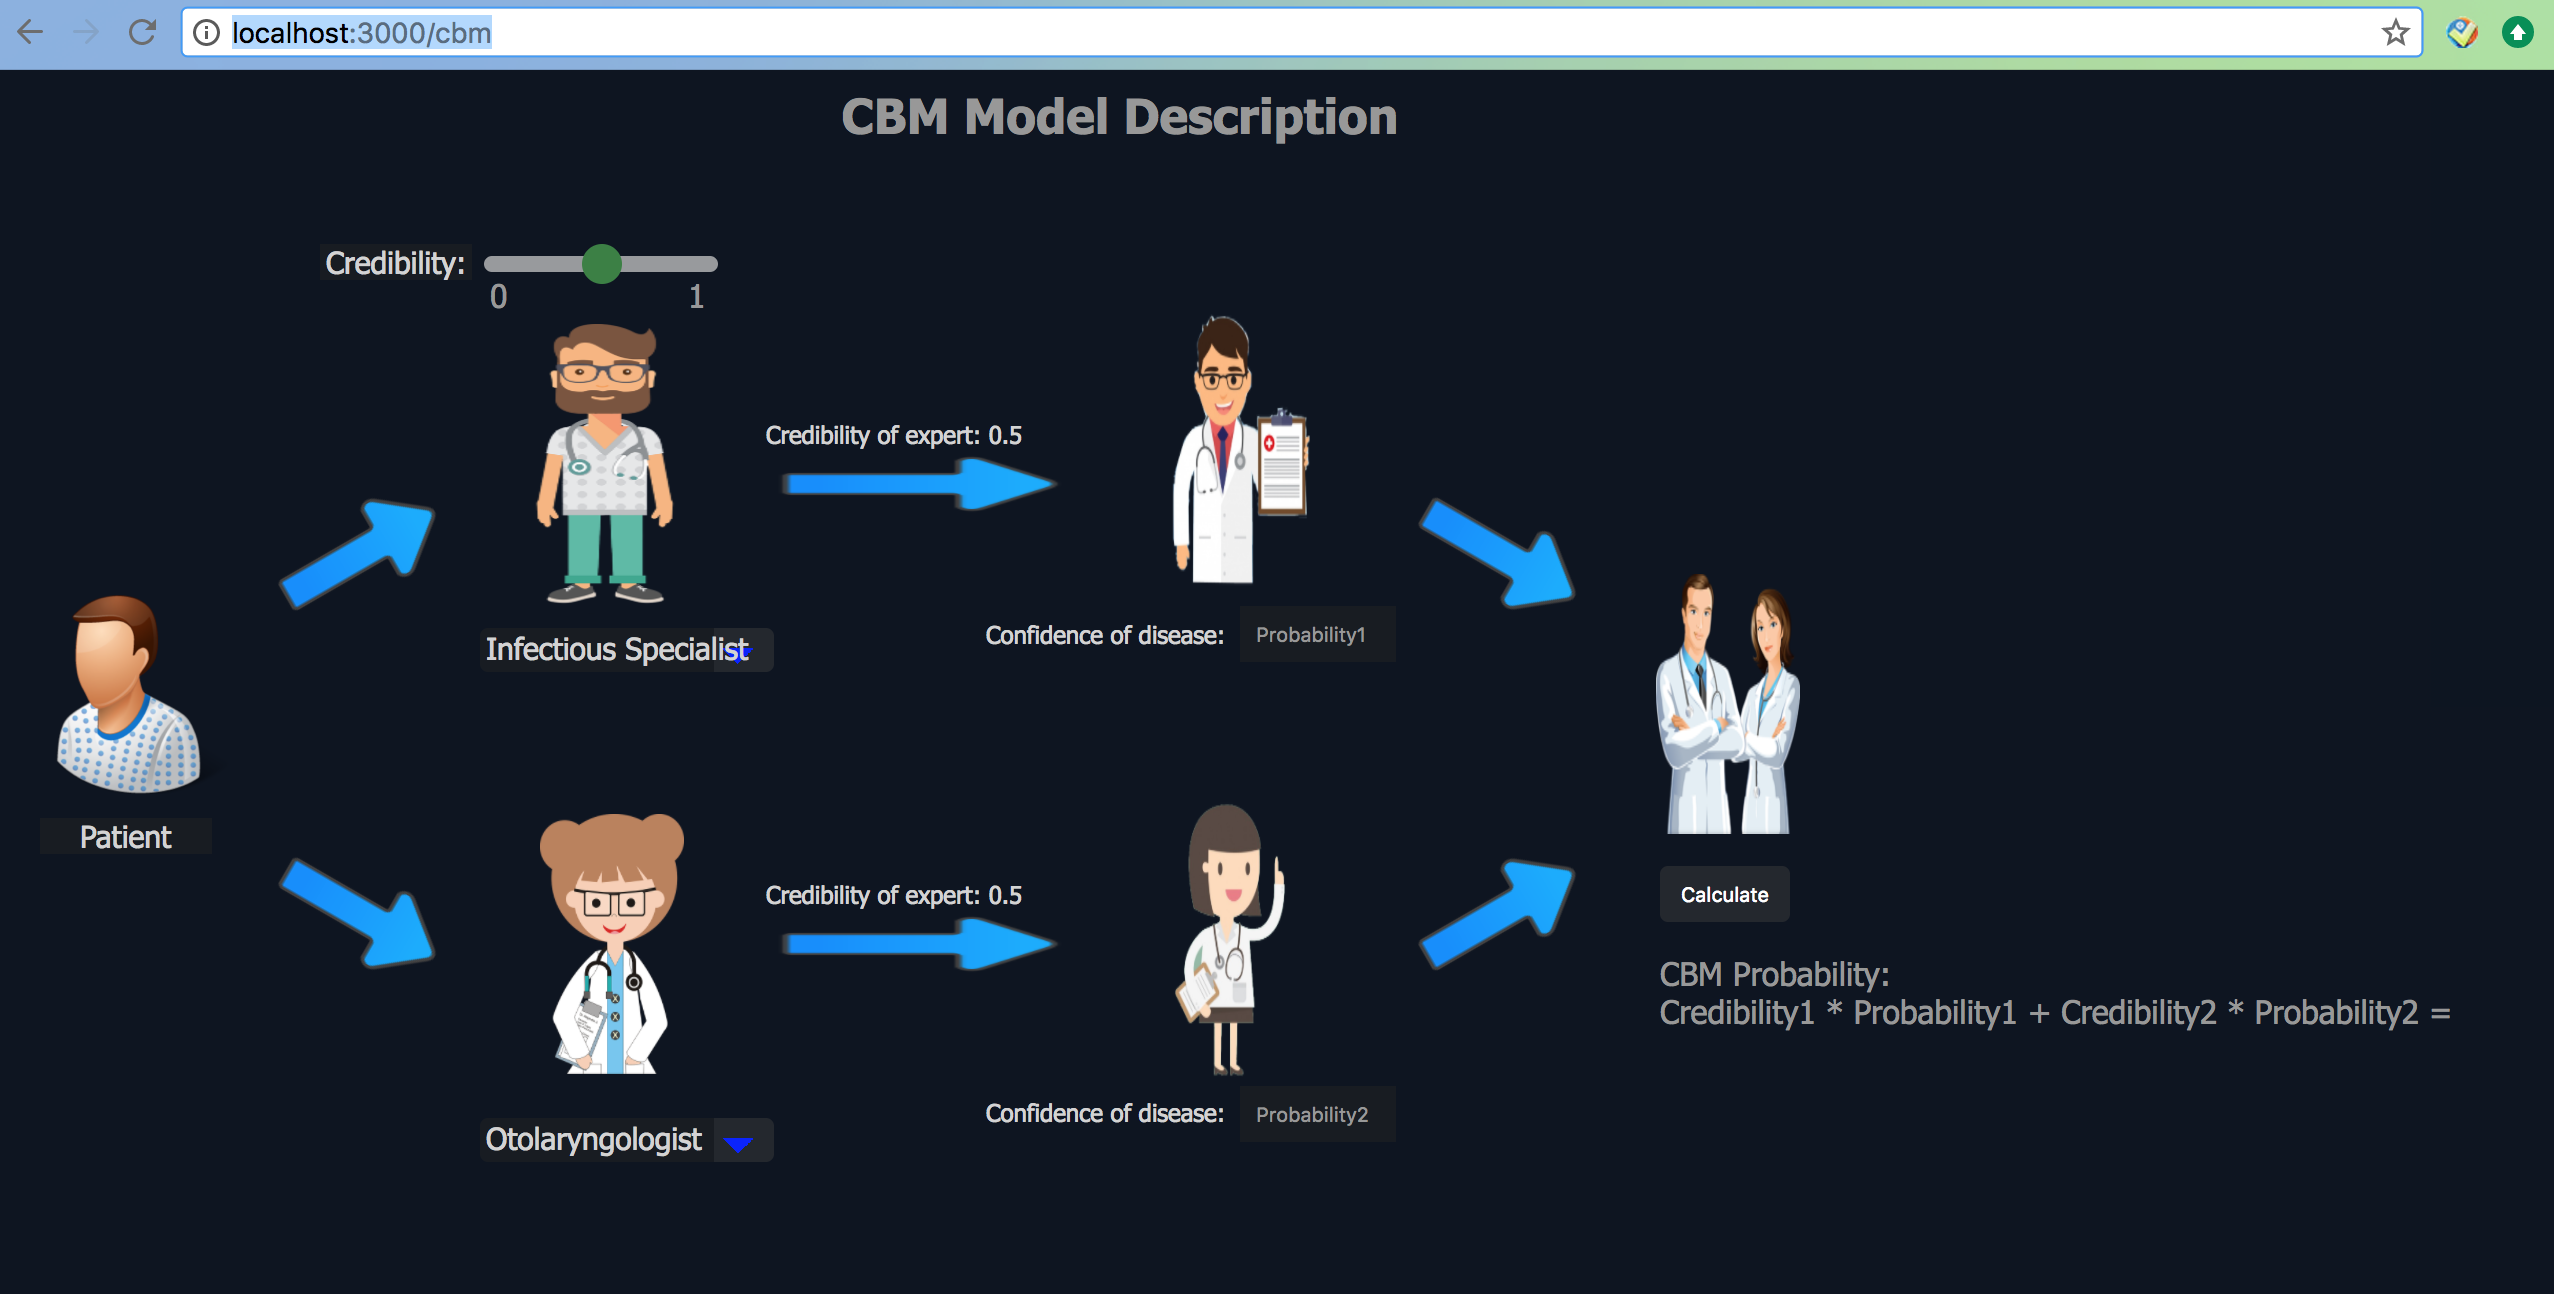 localhost:3000/cbm
CBM Model Description
Credibility:
0 1
Credibility of expert: 0.5
Infectious Specialist
Confidence of disease: Probability1
Patient
Credibility of expert: 0.5
Otolaryngologist
Confidence of disease: Probability2
Calculate
CBM Probability:
Credibility1 * Probability1 + Credibility2 * Probability2 =